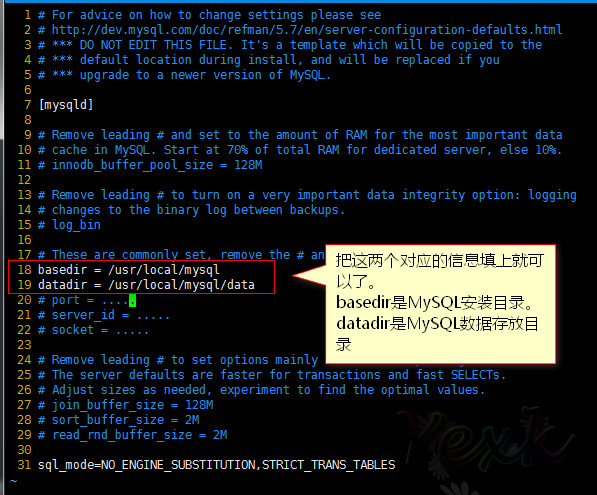 1 # For advice on how to change settings please see
2 # http://dev.mysql.com/doc/refman/5.7/en/server-configuration-defaults.html
3 # *** DO NOT EDIT THIS FILE. It's a template which will be copied to the
4 # *** default location during install, and will be replaced if you
5 # *** upgrade to a newer version of MySQL.
6
7 [mysqld]
8
9 # Remove leading # and set to the amount of RAM for the most important data
10 # cache in MySQL. Start at 70% of total RAM for dedicated server, else 10%.
11 # innodb_buffer_pool_size = 128M
12
13 # Remove leading # to turn on a very important data integrity option: logging
14 # changes to the binary log between backups.
15 # log_bin
16
17 # These are commonly set, remove the # an
18 basedir = /usr/local/mysql
19 datadir = /usr/local/mysql/data
20 # port = .....
21 # server_id = .....
22 # socket = .....
23
24 # Remove leading # to set options mainly
25 # The server defaults are faster for transactions and fast SELECTs.
26 # Adjust sizes as needed, experiment to find the optimal values.
27 # join_buffer_size = 128M
28 # sort_buffer_size = 2M
29 # read_rnd_buffer_size = 2M
30
31 sql_mode=NO_ENGINE_SUBSTITUTION,STRICT_TRANS_TABLES
~
把这两个对应的信息填上就可
以了。
basedir是MySQL安装目录。
datadir是MySQL数据存放目
录